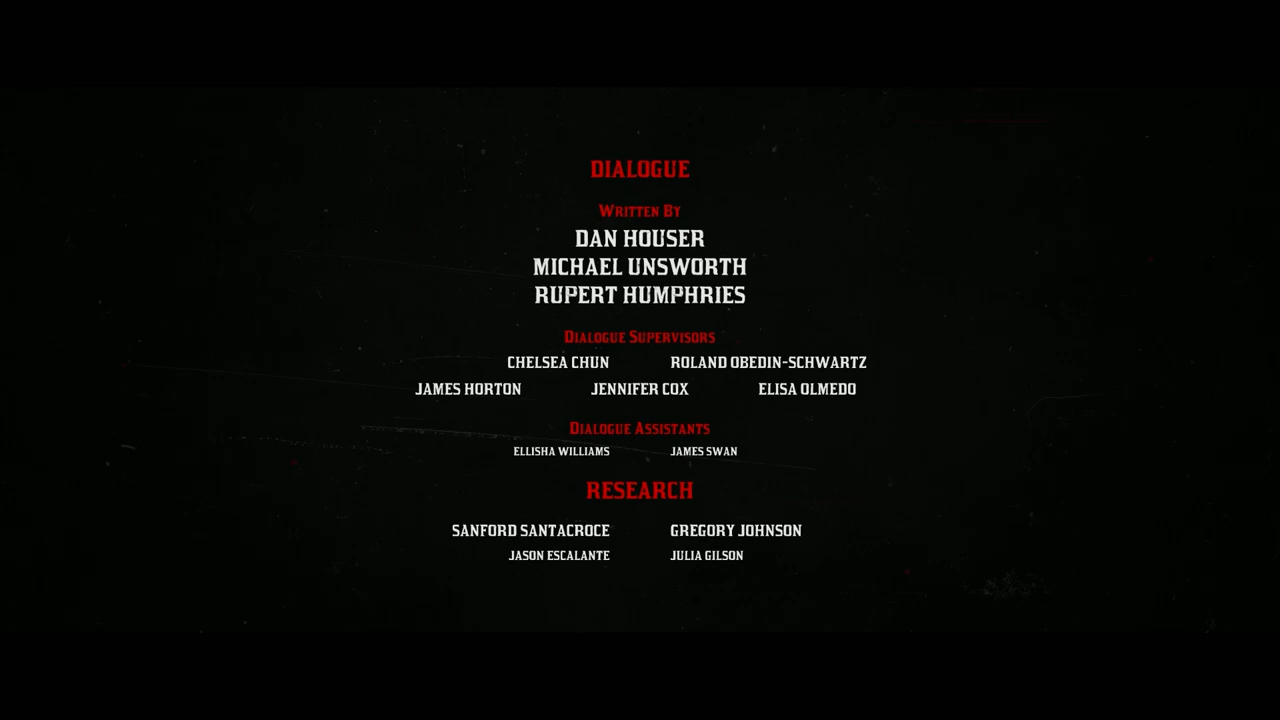 DIALOGUE
WRITTEN BY
DAN HOUSER
MICHAEL UNSWORTH
RUPERT HUMPHRIES
DIALOGUE SUPERVISORS
CHELSEA CHUN ROLAND OBEDIN-SCHWARTZ
JAMES HORTON JENNIFER COX ELISA OLMEDO
DIALOGUE ASSISTANTS
ELLISHA WILLIAMS JAMES SWAN
RESEARCH
SANFORD SANTACROCE GREGORY JOHNSON
JASON ESCALANTE JULIA GILSON